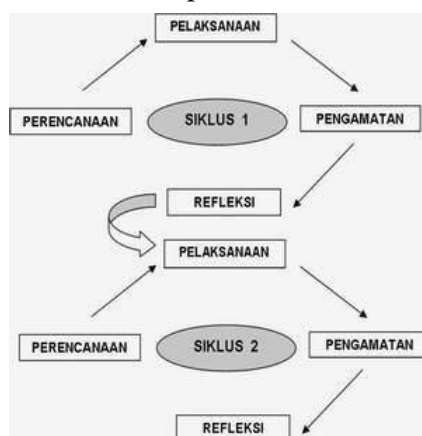 PELAKSANAAN
PERENCANAAN
SIKLUS 1
PENGAMATAN
REFLEKSI
PELAKSANAAN
PERENCANAAN
SIKLUS 2
PENGAMATAN
REFLEKSI